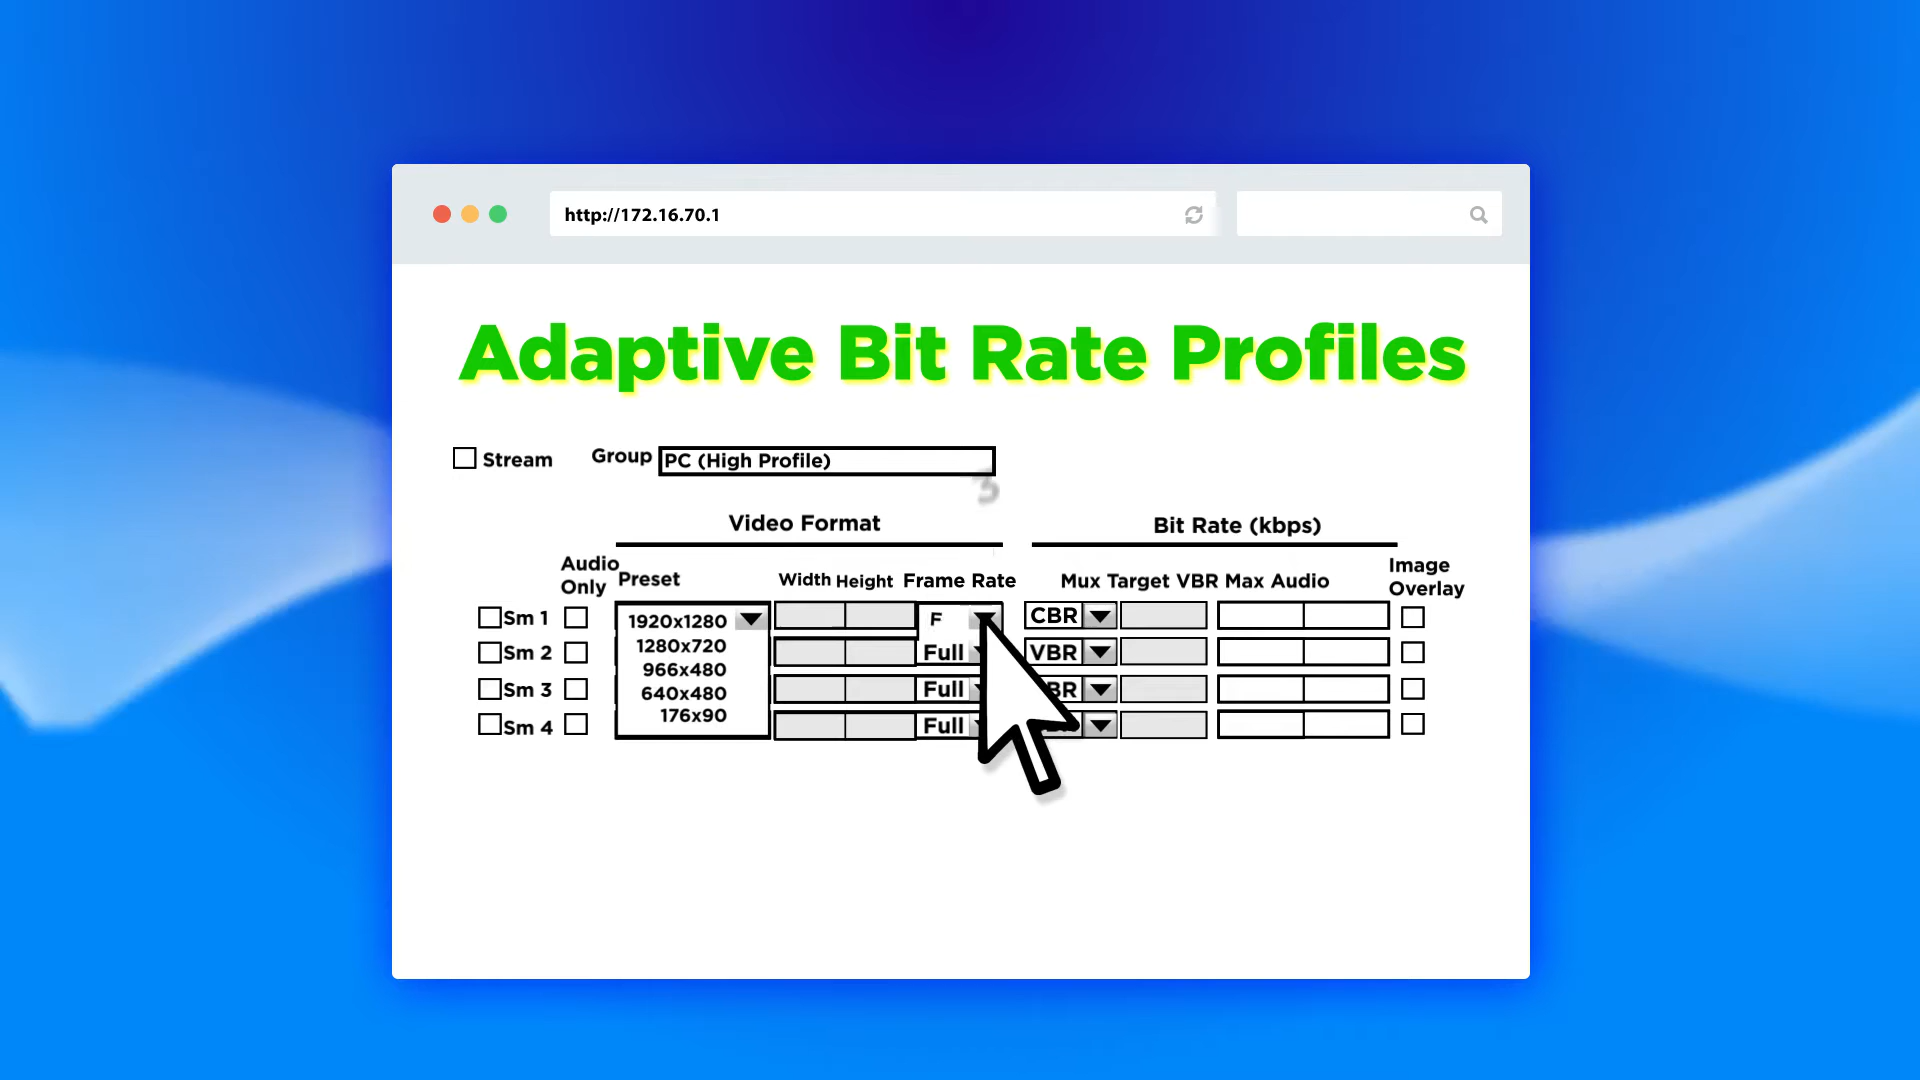 http://172.16.70.1
Adaptive Bit Rate Profiles
Stream Group PC (High Profile)
3
Video Format Bit Rate (kbps)
Audio Only Preset Width Height Frame Rate Mux Target VBR Max Audio Image Overlay
Sm 1 1920x1280 F CBR
Sm 2 1280x720 Full VBR
966x480
Sm 3 640x480 Full BR
Sm 4 176x90 Full